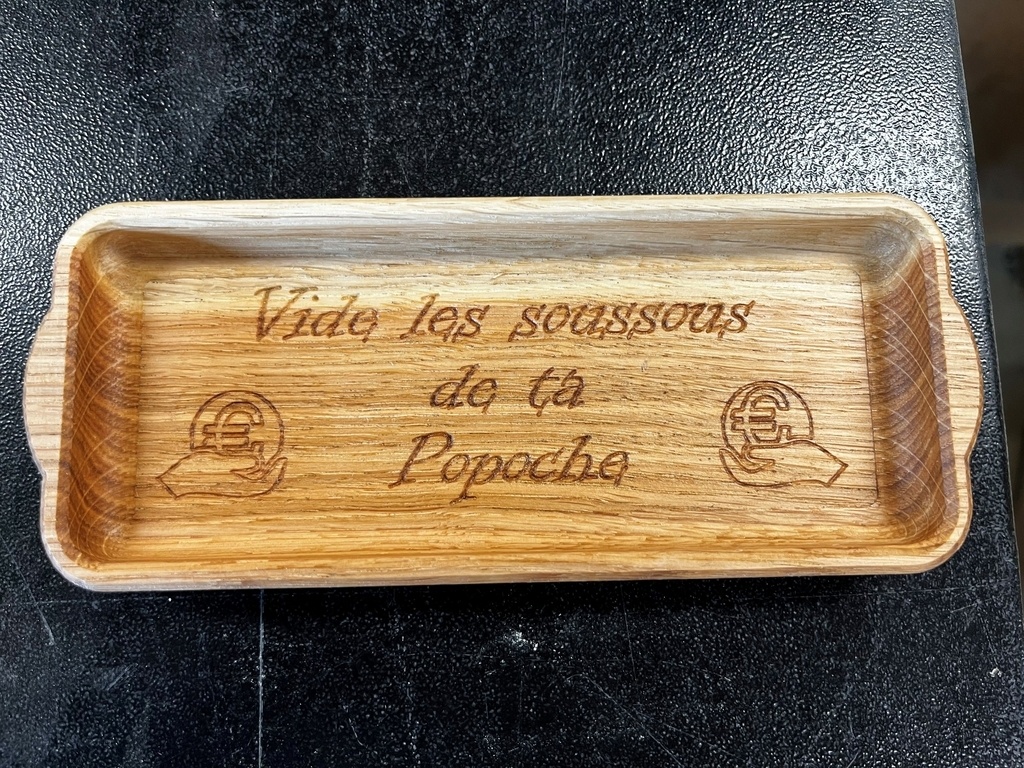 Vide les soussous
de ta
Popoche
€
€